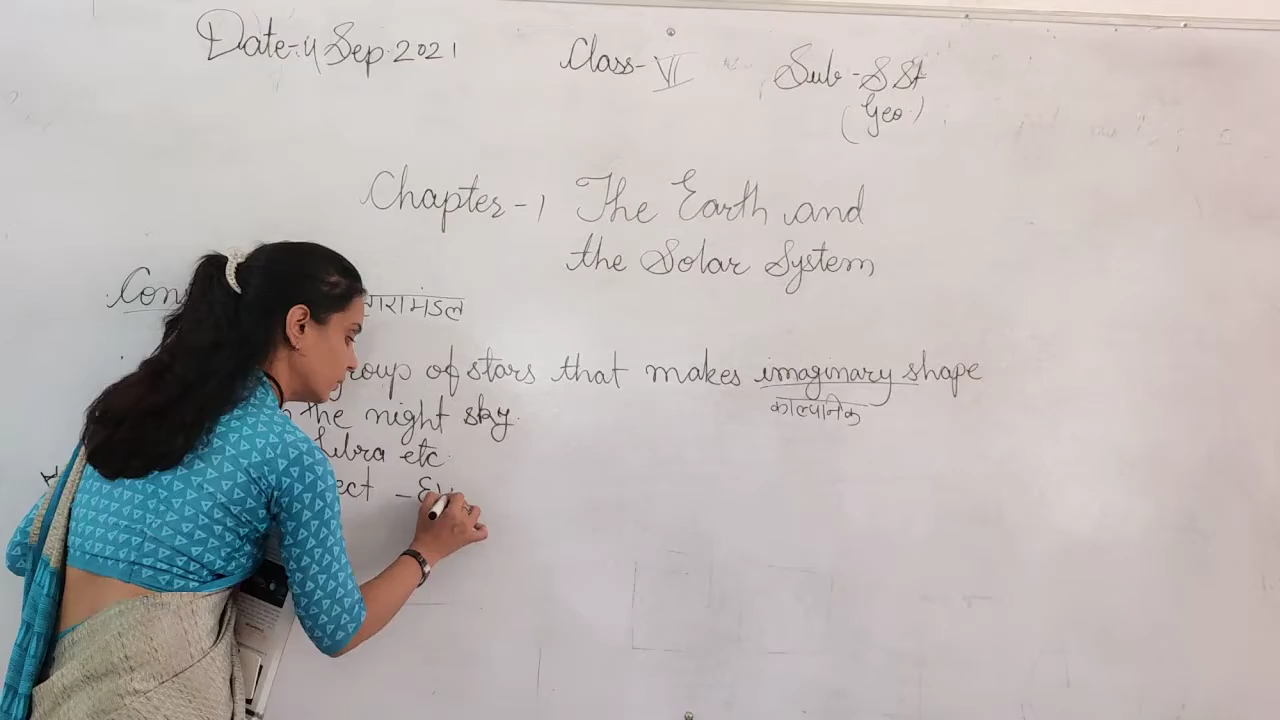 Date- 4 Sep. 2021 Class- VI Sub - S St
(Geo)
Chapter - 1 The Earth and
the Solar System
तारामंडल
group of stars that makes imaginary shape
काल्पनिक
the night sky.
Libra etc.